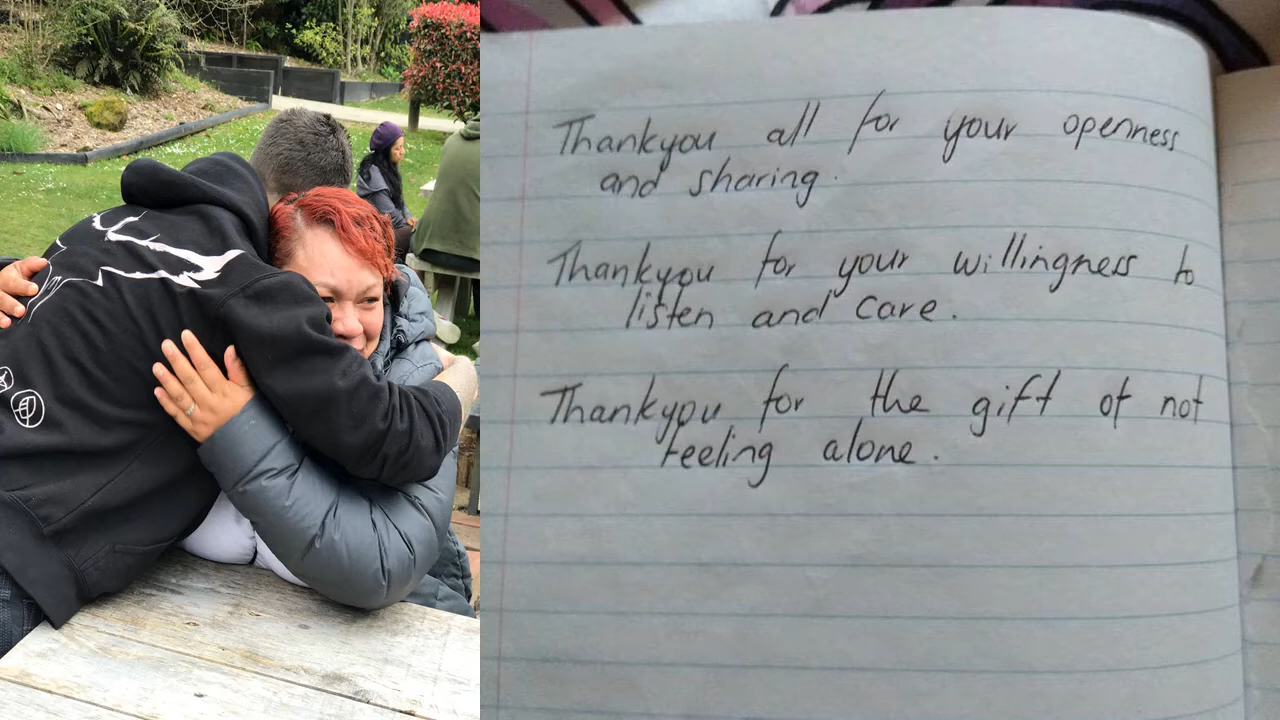 Thankyou all for your openness
and sharing.
Thankyou for your willingness to
listen and care.
Thankyou for the gift of not
feeling alone.